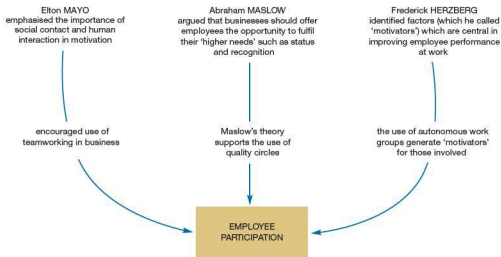 Elton MAYO
emphasised the importance of
social contact and human
interaction in motivation
Abraham MASLOW
argued that businesses should offer
employees the opportunity to fulfil
their ‘higher needs’ such as status
and recognition
Frederick HERZBERG
identified factors (which he called
‘motivators’) which are central in
improving employee performance
at work
encouraged use of
teamworking in business
Maslow’s theory
supports the use of
quality circles
the use of autonomous work
groups generate ‘motivators’
for those involved
EMPLOYEE
PARTICIPATION